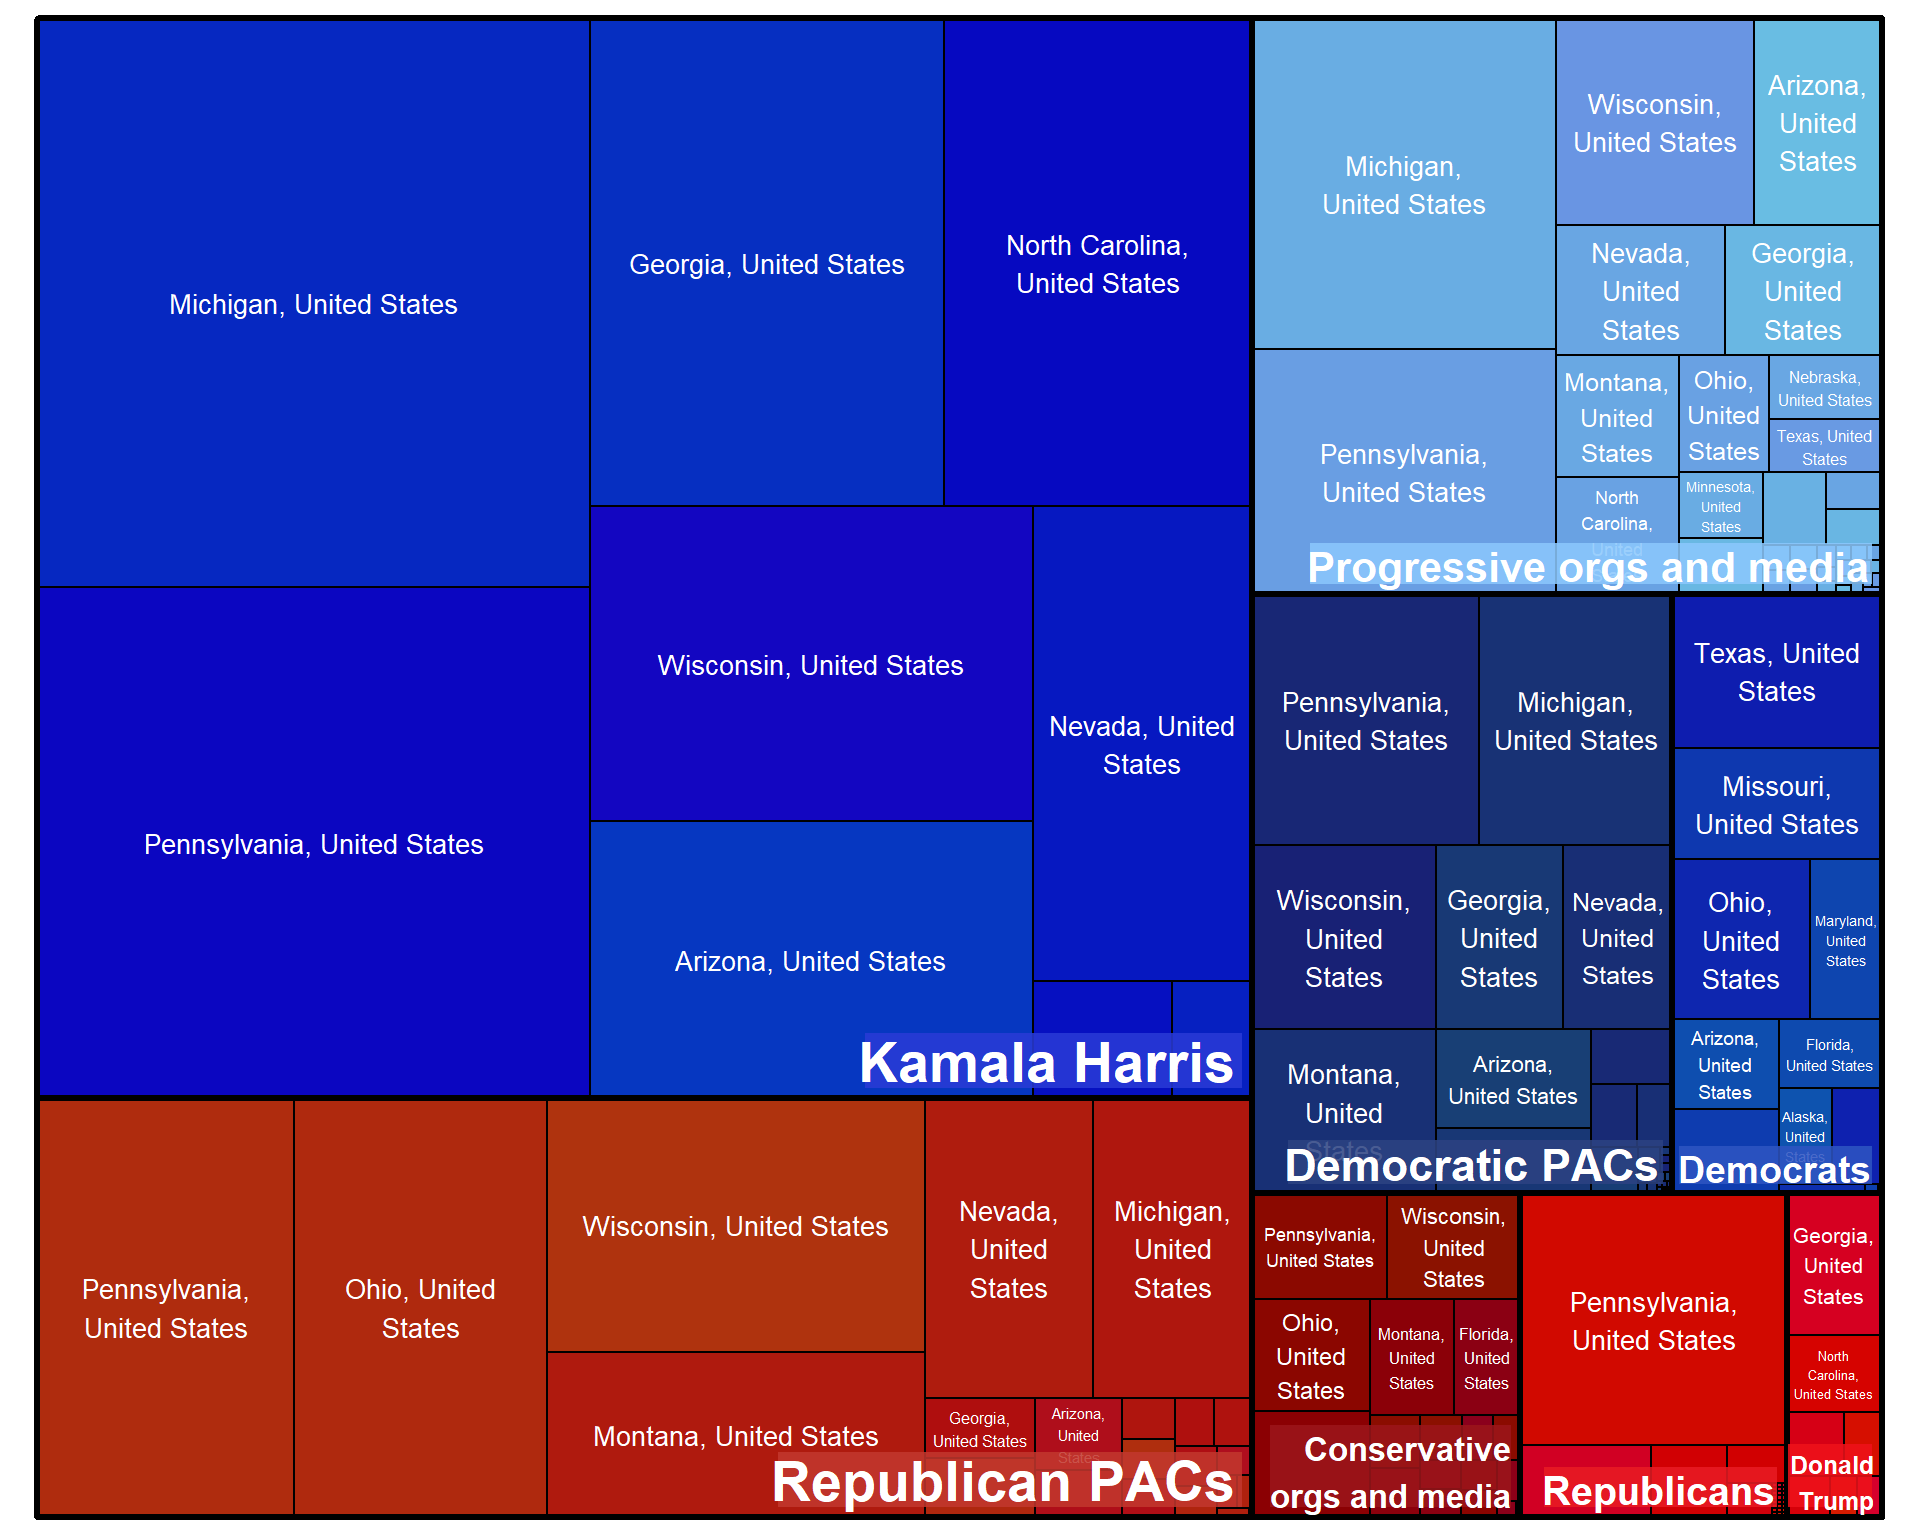 Michigan, United States
Georgia, United States
North Carolina,
United States
Pennsylvania, United States
Wisconsin, United States
Nevada, United
States
Arizona, United States
Kamala Harris
Michigan,
United States
Wisconsin,
United States
Arizona,
United
States
Nevada,
United
States
Georgia,
United
States
Pennsylvania,
United States
Montana,
United
States
Ohio,
United
States
Nebraska,
United States
Texas, United
States
North
Carolina,
United
Minnesota,
United
States
Progressive orgs and media
Pennsylvania,
United States
Michigan,
United States
Wisconsin,
United
States
Georgia,
United
States
Nevada,
United
States
Montana,
United
States
Arizona,
United States
Democratic PACs
Texas, United
States
Missouri,
United States
Ohio,
United
States
Maryland,
United
States
Arizona,
United
States
Florida,
United States
Alaska,
United
States
Democrats
Pennsylvania,
United States
Ohio, United
States
Wisconsin, United States
Montana, United States
Nevada,
United
States
Michigan,
United
States
Georgia,
United States
Arizona,
United
States
Republican PACs
Pennsylvania,
United States
Wisconsin,
United
States
Ohio,
United
States
Montana,
United
States
Florida,
United
States
Conservative
orgs and media
Pennsylvania,
United States
Republicans
Georgia,
United
States
North
Carolina,
United States
Donald
Trump